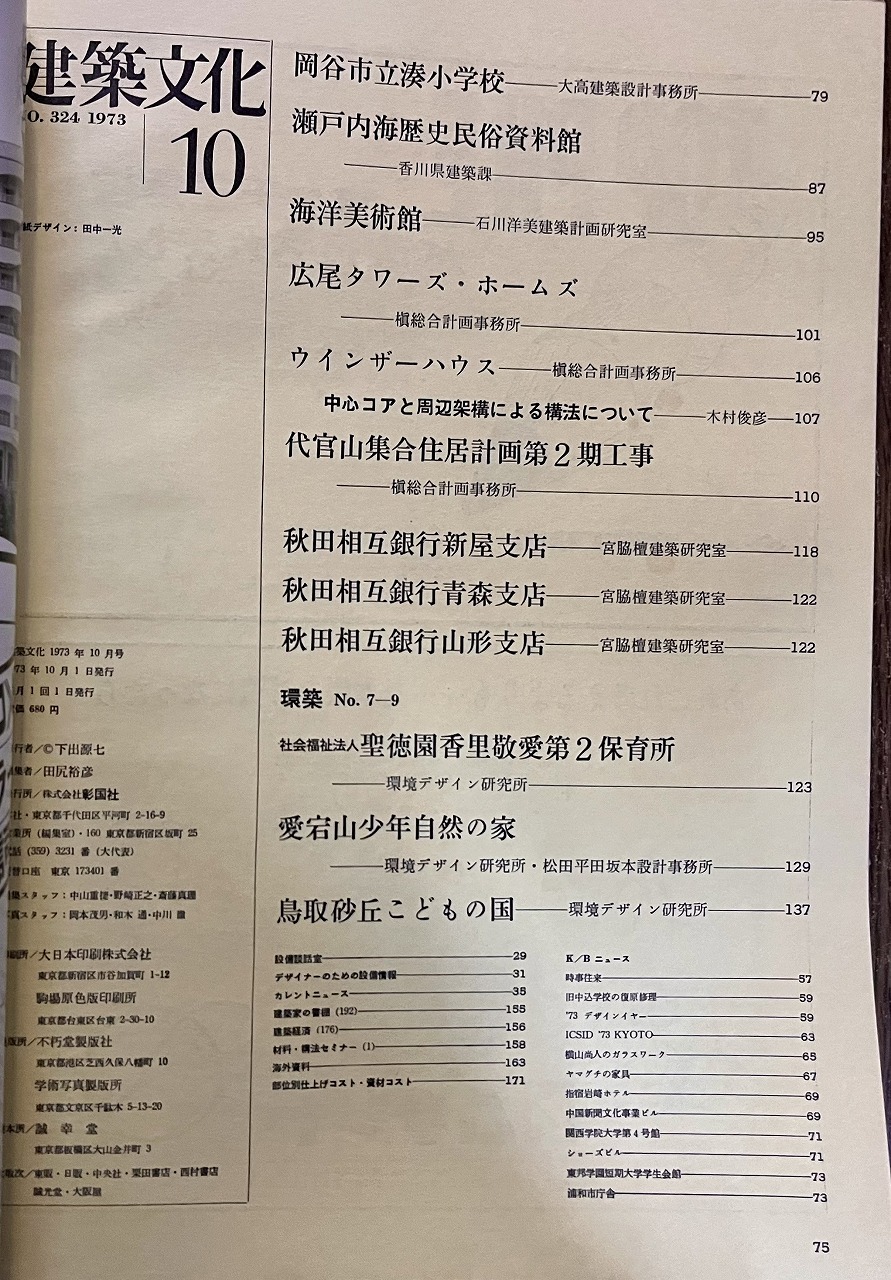 建築文化
NO. 324 1973
10
紙デザイン：田中一光
岡谷市立湊小学校——大高建築設計事務所——79
瀬戸内海歴史民俗資料館
——香川県建築課——87
海洋美術館——石川洋美建築計画研究室——95
広尾タワーズ・ホームズ
——槇総合計画事務所——101
ウインザーハウス——槇総合計画事務所——106
中心コアと周辺架構による構法について——木村俊彦——107
代官山集合住居計画第2期工事
——槇総合計画事務所——110
秋田相互銀行新屋支店——宮脇檀建築研究室——118
秋田相互銀行青森支店——宮脇檀建築研究室——122
秋田相互銀行山形支店——宮脇檀建築研究室——122
環築 No. 7—9
社会福祉法人聖徳園香里敬愛第2保育所
——環境デザイン研究所——123
愛宕山少年自然の家
——環境デザイン研究所・松田平田坂本設計事務所——129
鳥取砂丘こどもの国——環境デザイン研究所——137
設備談話室——29
デザイナーのための設備情報——31
カレントニュース——35
建築家の書棚 (192)——155
建築経済 (176)——156
材料・構法セミナー (1)——158
海外資料——163
部位別仕上げコスト・資材コスト——171
K/B ニュース
時事往来——57
旧中込学校の復原修理——59
'73 デザインイヤー——59
ICSID '73 KYOTO——63
横山尚人のガラスワーク——65
ヤマグチの家具——67
指宿岩崎ホテル——69
中国新聞文化事業ビル——69
関西学院大学第4号館——71
ショーズビル——71
東邦学園短期大学学生会館——73
浦和市庁舎——73
築文化 1973 年 10 月号
73 年 10 月 1 日発行
月 1 回 1 日発行
価 680 円
行者／©下出源七
集者／田尻裕彦
行所／株式会社彰国社
社・東京都千代田区平河町 2-16-9
業所 (編集室)・160 東京都新宿区坂町 25
話 (359) 3231 番 (大代表)
替口座 東京 173401 番
集スタッフ：中山重捷・野崎正之・斎藤真
真スタッフ：岡本茂男・和木 通・中川
刷所／大日本印刷株式会社
東京都新宿区市谷加賀町 1-12
駒場原色版印刷所
東京都台東区台東 2-30-10
版所／不朽堂製版社
東京都港区芝西久保八幡町 10
学術写真製版所
東京都文京区千駄木 5-13-20
本所／誠幸堂
東京都板橋区大山金井町 3
取次／東販・日販・中央社・栗田書店・西村書店
誠光堂・大阪屋
75